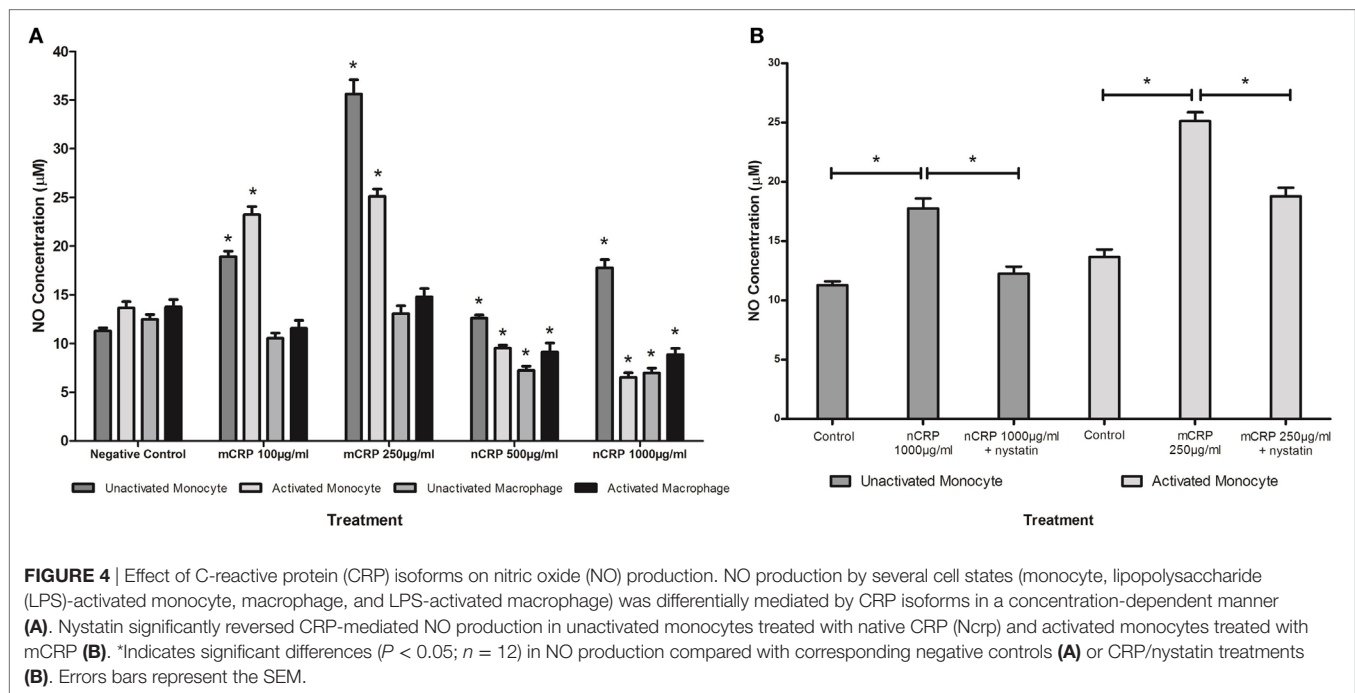 A
B
NO Concentration (µM)
40
35
30
25
20
15
10
5
0
* * * * * * * * * * * *
Negative Control mCRP 100µg/ml mCRP 250µg/ml nCRP 500µg/ml nCRP 1000µg/ml
Unactivated Monocyte Activated Monocyte Unactivated Macrophage Activated Macrophage
Treatment
NO Concentration (µM)
30
25
20
15
10
5
0
* * * *
Control nCRP 1000µg/ml nCRP 1000µg/ml + nystatin Control mCRP 250µg/ml mCRP 250µg/ml + nystatin
Unactivated Monocyte Activated Monocyte
Treatment
FIGURE 4 | Effect of C-reactive protein (CRP) isoforms on nitric oxide (NO) production. NO production by several cell states (monocyte, lipopolysaccharide
(LPS)-activated monocyte, macrophage, and LPS-activated macrophage) was differentially mediated by CRP isoforms in a concentration-dependent manner
(A). Nystatin significantly reversed CRP-mediated NO production in unactivated monocytes treated with native CRP (Ncrp) and activated monocytes treated with
mCRP (B). *Indicates significant differences (P < 0.05; n = 12) in NO production compared with corresponding negative controls (A) or CRP/nystatin treatments
(B). Errors bars represent the SEM.